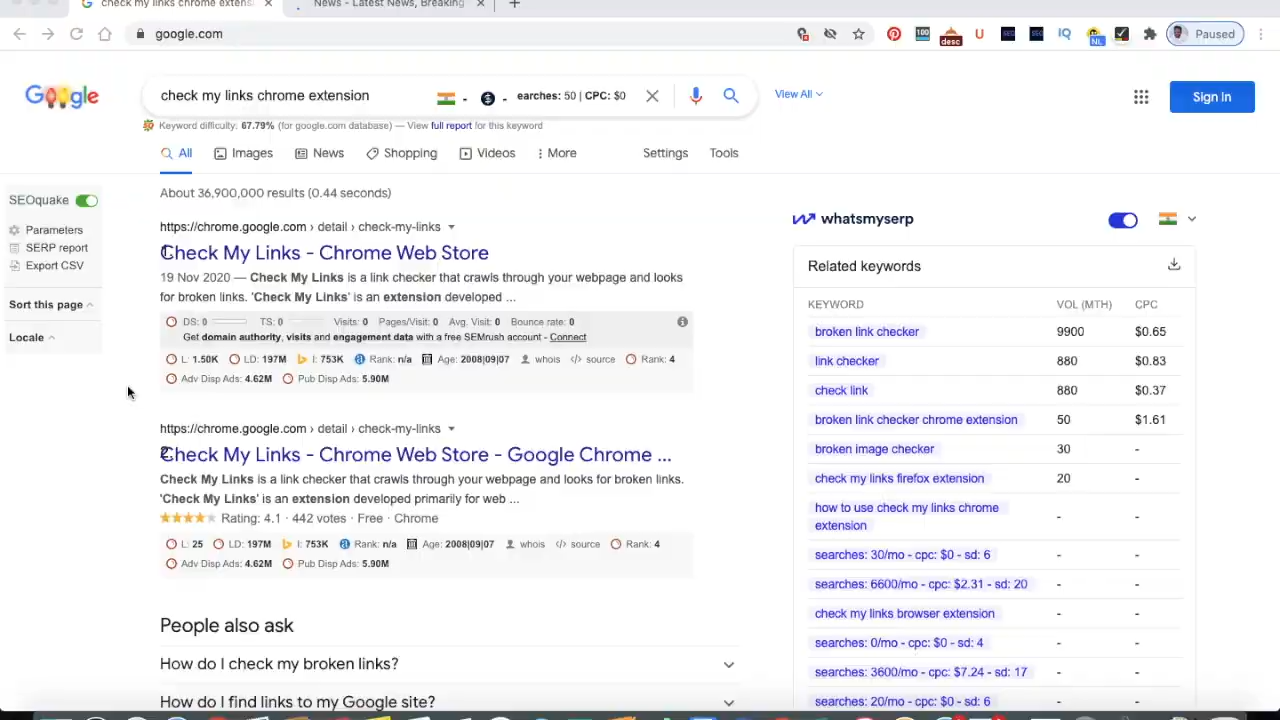 check my links chrome extens
News - Latest News, Breaking
google.com
100
desc
U
SEO
SEO
IQ
NL
Paused
Google
check my links chrome extension
earches: 50 | CPC: $0
View All
Sign in
Keyword difficulty: 67.79% (for google.com database) — View full report for this keyword
All
Images
News
Shopping
Videos
More
Settings
Tools
About 36,900,000 results (0.44 seconds)
SEOquake
Parameters
SERP report
Export CSV
Sort this page
Locale
https://chrome.google.com › detail › check-my-links
1
Check My Links - Chrome Web Store
19 Nov 2020 — Check My Links is a link checker that crawls through your webpage and looks
for broken links. 'Check My Links' is an extension developed ...
DS: 0 TS: 0 Visits: 0 Pages/Visit: 0 Avg. Visit: 0 Bounce rate: 0
Get domain authority, visits and engagement data with a free SEMrush account - Connect
L: 1.50K LD: 197M I: 753K Rank: n/a Age: 2008|09|07 whois source Rank: 4
Adv Disp Ads: 4.62M Pub Disp Ads: 5.90M
https://chrome.google.com › detail › check-my-links
2
Check My Links - Chrome Web Store - Google Chrome ...
Check My Links is a link checker that crawls through your webpage and looks for broken links.
'Check My Links' is an extension developed primarily for web ...
Rating: 4.1 · 442 votes · Free · Chrome
L: 25 LD: 197M I: 753K Rank: n/a Age: 2008|09|07 whois source Rank: 4
Adv Disp Ads: 4.62M Pub Disp Ads: 5.90M
People also ask
How do I check my broken links?
How do I find links to my Google site?
whatsmyserp
Related keywords
KEYWORD VOL (MTH) CPC
broken link checker 9900 $0.65
link checker 880 $0.83
check link 880 $0.37
broken link checker chrome extension 50 $1.61
broken image checker 30 -
check my links firefox extension 20 -
how to use check my links chrome
extension - -
searches: 30/mo - cpc: $0 - sd: 6 - -
searches: 6600/mo - cpc: $2.31 - sd: 20 - -
check my links browser extension - -
searches: 0/mo - cpc: $0 - sd: 4 - -
searches: 3600/mo - cpc: $7.24 - sd: 17 - -
searches: 20/mo - cpc: $0 - sd: 6 - -